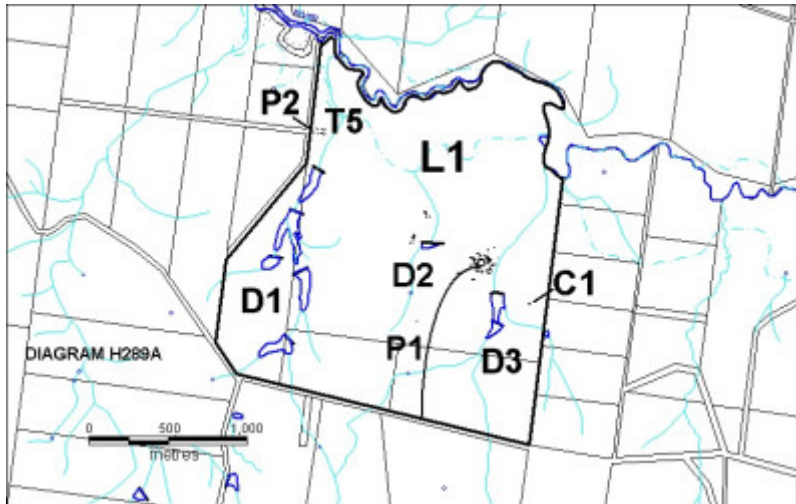 P2
T5
L1
D2
D1
C1
P1
D3
DIAGRAM H289A
0 500 1,000
metres